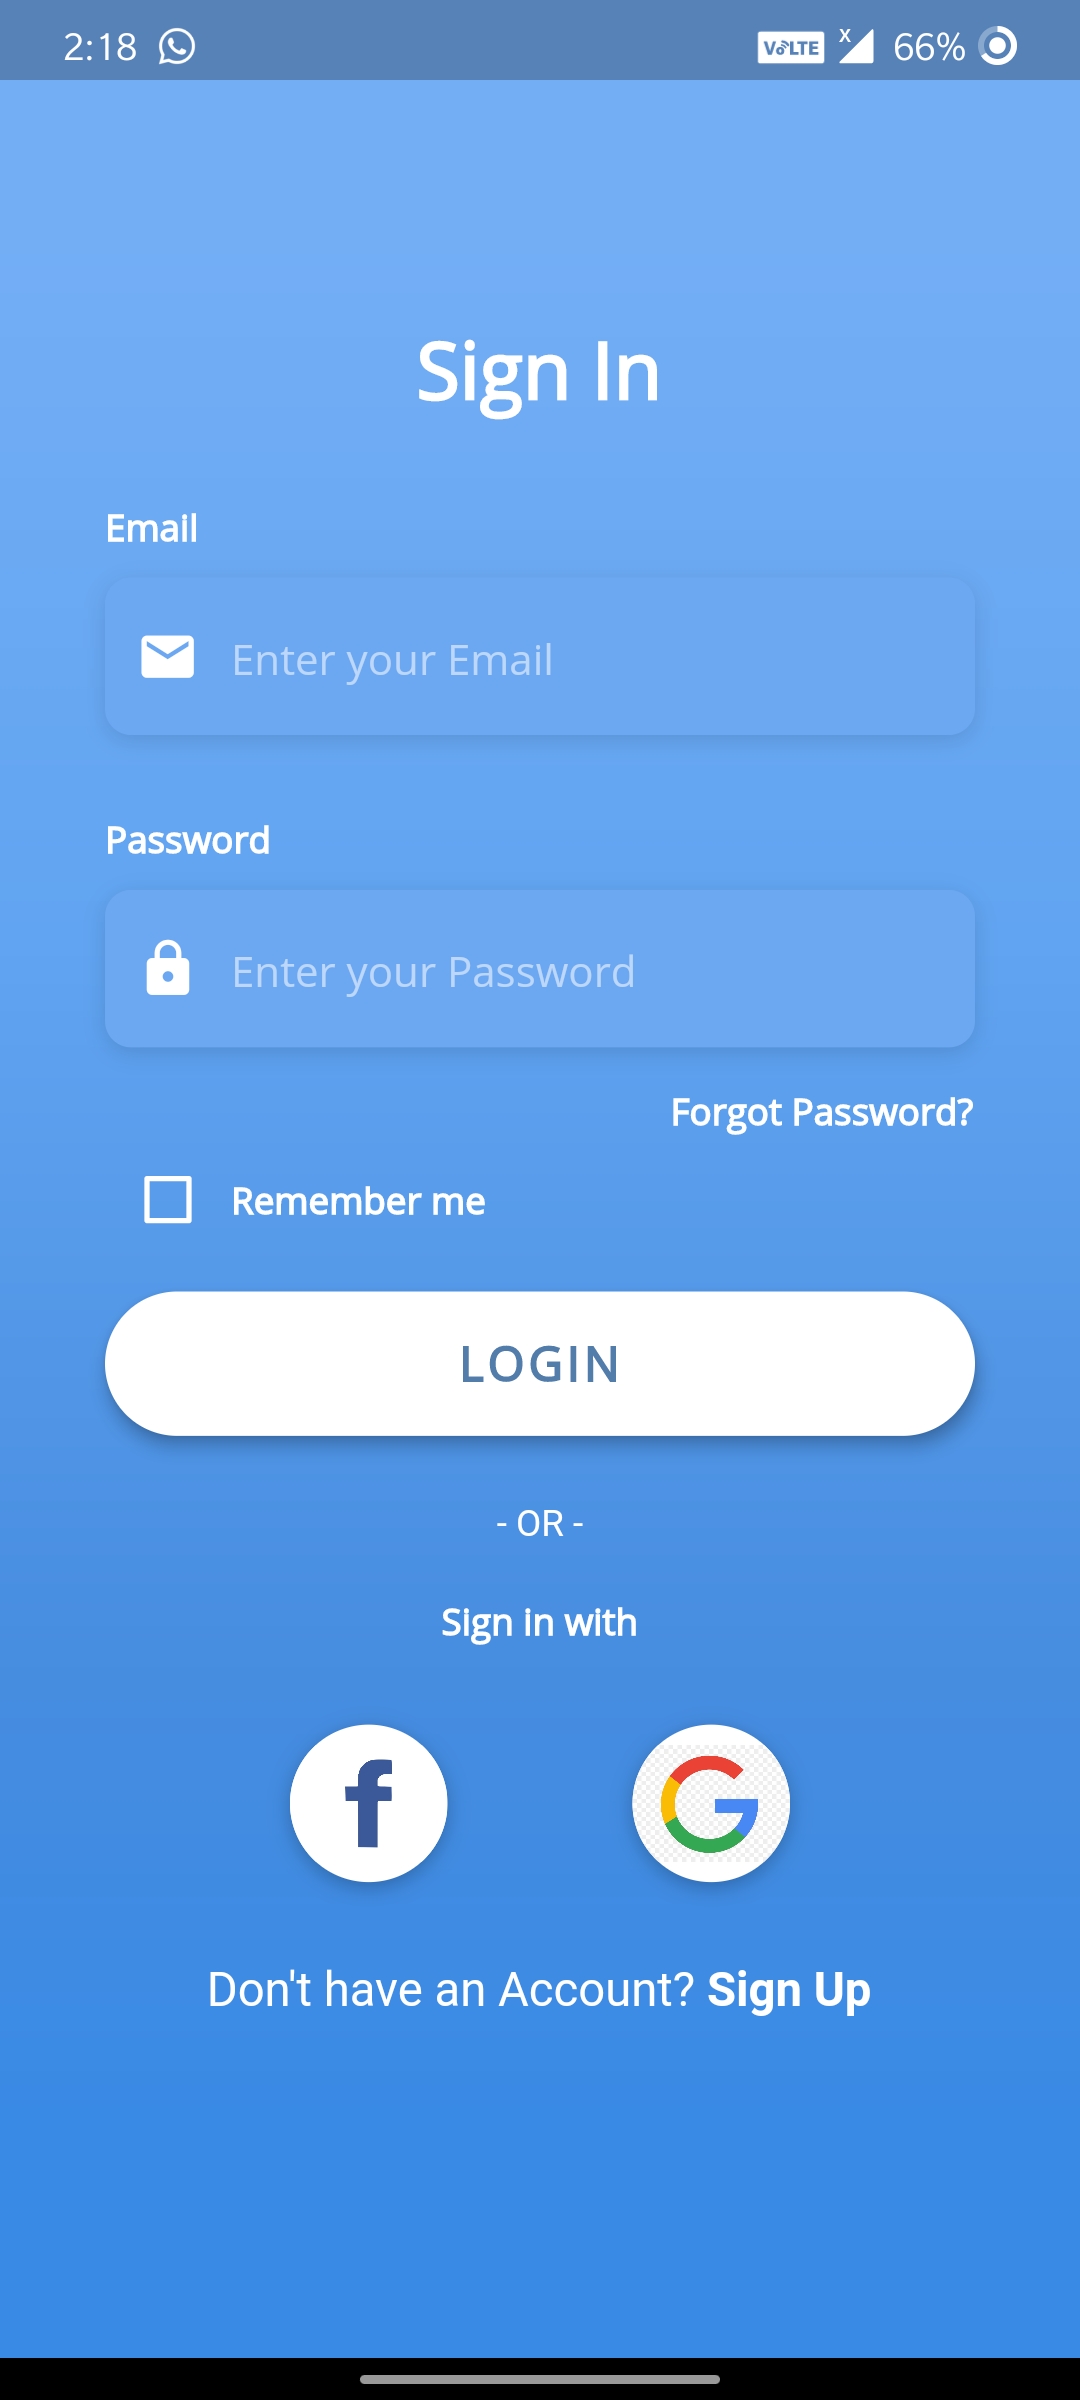 2:18 VoLTE x 66%
Sign In
Email
Enter your Email
Password
Enter your Password
Forgot Password?
Remember me
LOGIN
- OR -
Sign in with
f G
Don't have an Account? Sign Up